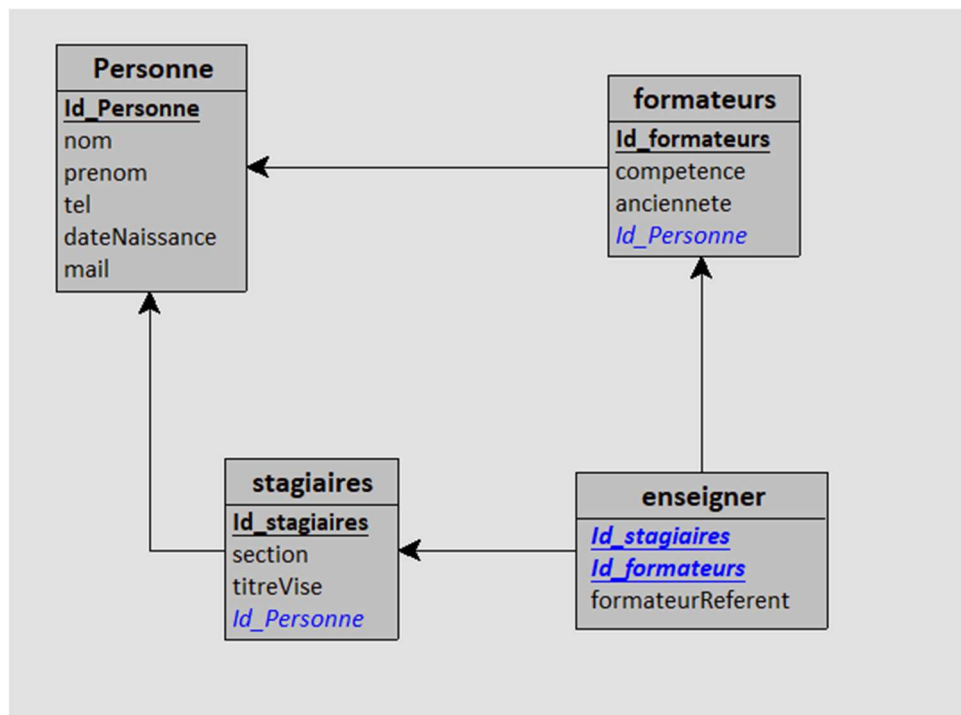 Personne
Id_Personne
nom
prenom
tel
dateNaissance
mail
formateurs
Id_formateurs
competence
anciennete
Id_Personne
stagiaires
Id_stagiaires
section
titreVise
Id_Personne
enseigner
Id_stagiaires
Id_formateurs
formateurReferent